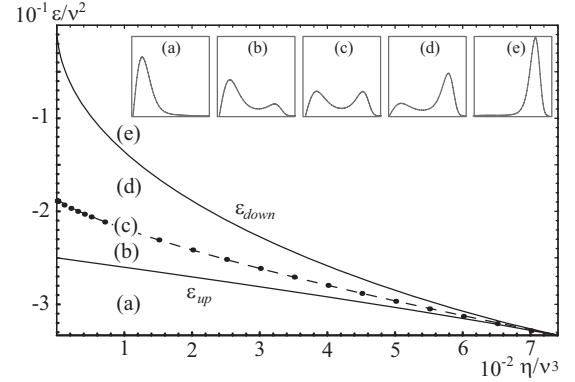 10⁻¹ ε/ν²
(a) (b) (c) (d) (e)
-1
(e)
(d)
-2
ε_down
(c)
(b)
ε_up
(a)
-3
1 2 3 4 5 6 7
10⁻² η/ν³